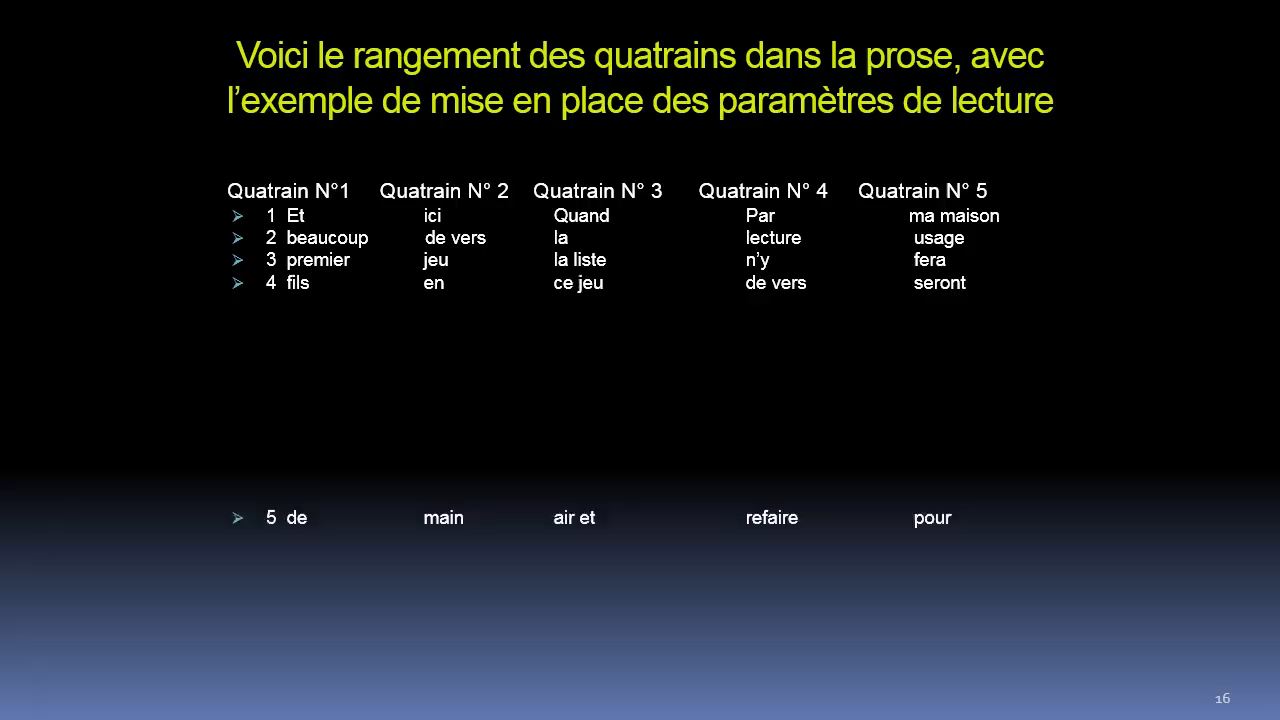 Voici le rangement des quatrains dans la prose, avec
l’exemple de mise en place des paramètres de lecture
Quatrain N°1 Quatrain N° 2 Quatrain N° 3 Quatrain N° 4 Quatrain N° 5
1 Et ici Quand Par ma maison
2 beaucoup de vers la lecture usage
3 premier jeu la liste n’y fera
4 fils en ce jeu de vers seront
5 de main air et refaire pour
16